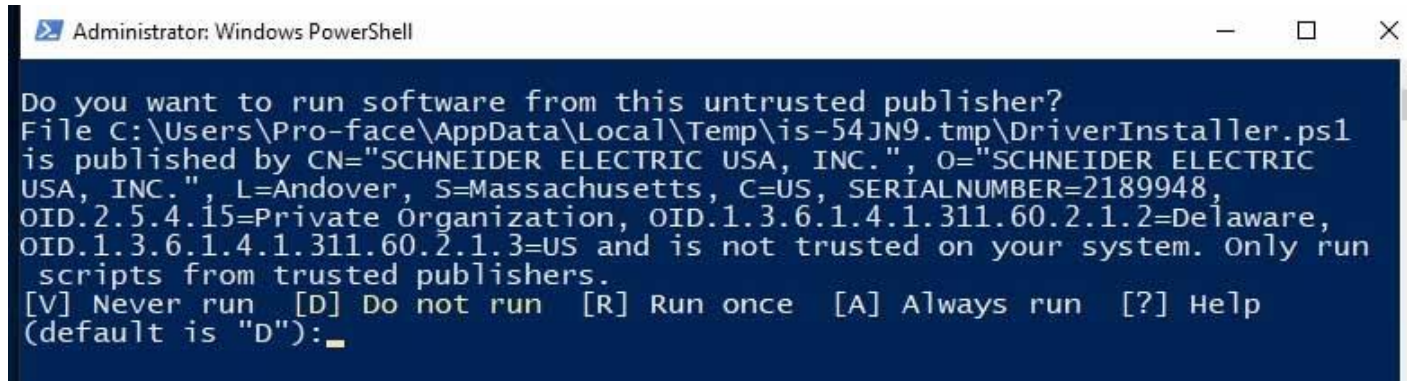 Administrator: Windows PowerShell
Do you want to run software from this untrusted publisher?
File C:\Users\Pro-face\AppData\Local\Temp\is-54JN9.tmp\DriverInstaller.ps1
is published by CN="SCHNEIDER ELECTRIC USA, INC.", O="SCHNEIDER ELECTRIC
USA, INC.", L=Andover, S=Massachusetts, C=US, SERIALNUMBER=2189948,
OID.2.5.4.15=Private Organization, OID.1.3.6.1.4.1.311.60.2.1.2=Delaware,
OID.1.3.6.1.4.1.311.60.2.1.3=US and is not trusted on your system. Only run
scripts from trusted publishers.
[V] Never run [D] Do not run [R] Run once [A] Always run [?] Help
(default is "D"):